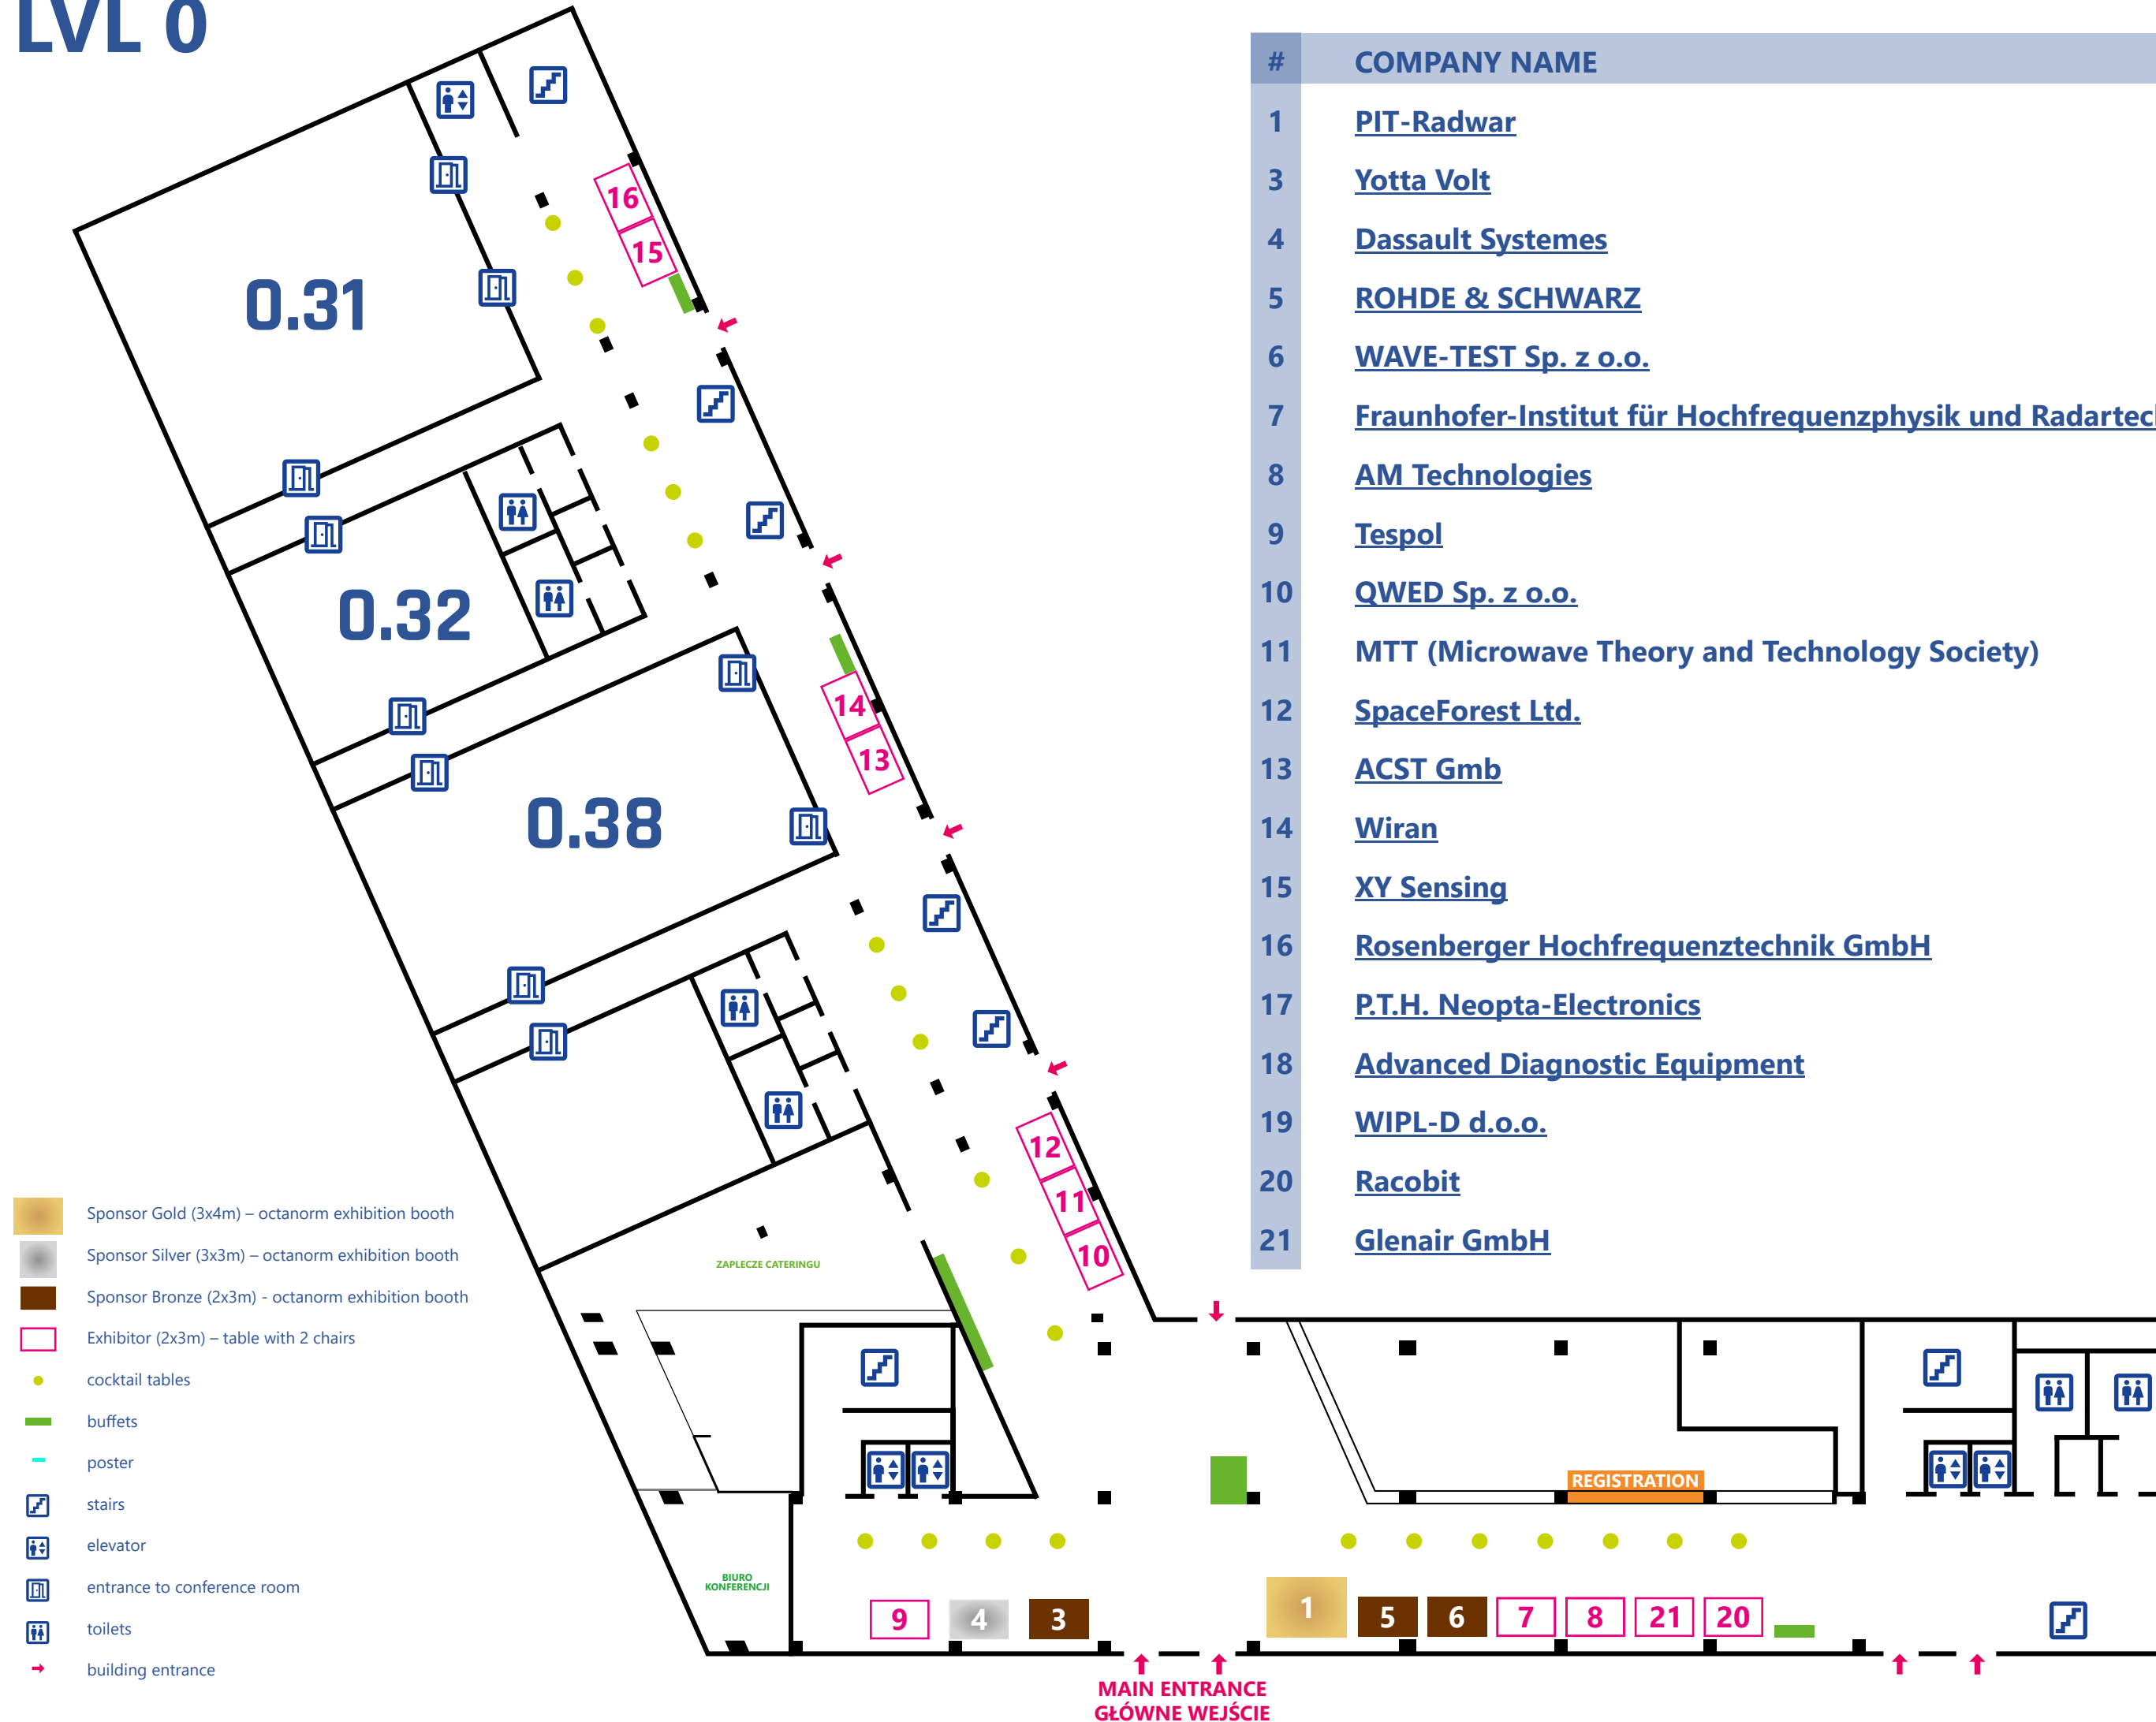 LVL 0
# COMPANY NAME
1 PIT-Radwar
3 Yotta Volt
4 Dassault Systemes
5 ROHDE & SCHWARZ
6 WAVE-TEST Sp. z o.o.
7 Fraunhofer-Institut für Hochfrequenzphysik und Radartec
8 AM Technologies
9 Tespol
10 QWED Sp. z o.o.
11 MTT (Microwave Theory and Technology Society)
12 SpaceForest Ltd.
13 ACST Gmb
14 Wiran
15 XY Sensing
16 Rosenberger Hochfrequenztechnik GmbH
17 P.T.H. Neopta-Electronics
18 Advanced Diagnostic Equipment
19 WIPL-D d.o.o.
20 Racobit
21 Glenair GmbH
16
15
0.31
0.32
14
13
0.38
12
11
10
ZAPLECZE CATERINGU
Sponsor Gold (3x4m) – octanorm exhibition booth
Sponsor Silver (3x3m) – octanorm exhibition booth
Sponsor Bronze (2x3m) - octanorm exhibition booth
Exhibitor (2x3m) – table with 2 chairs
cocktail tables
buffets
poster
stairs
elevator
entrance to conference room
toilets
building entrance
REGISTRATION
BIURO
KONFERENCJI
9 4 3 1 5 6 7 8 21 20
MAIN ENTRANCE
GŁÓWNE WEJŚCIE